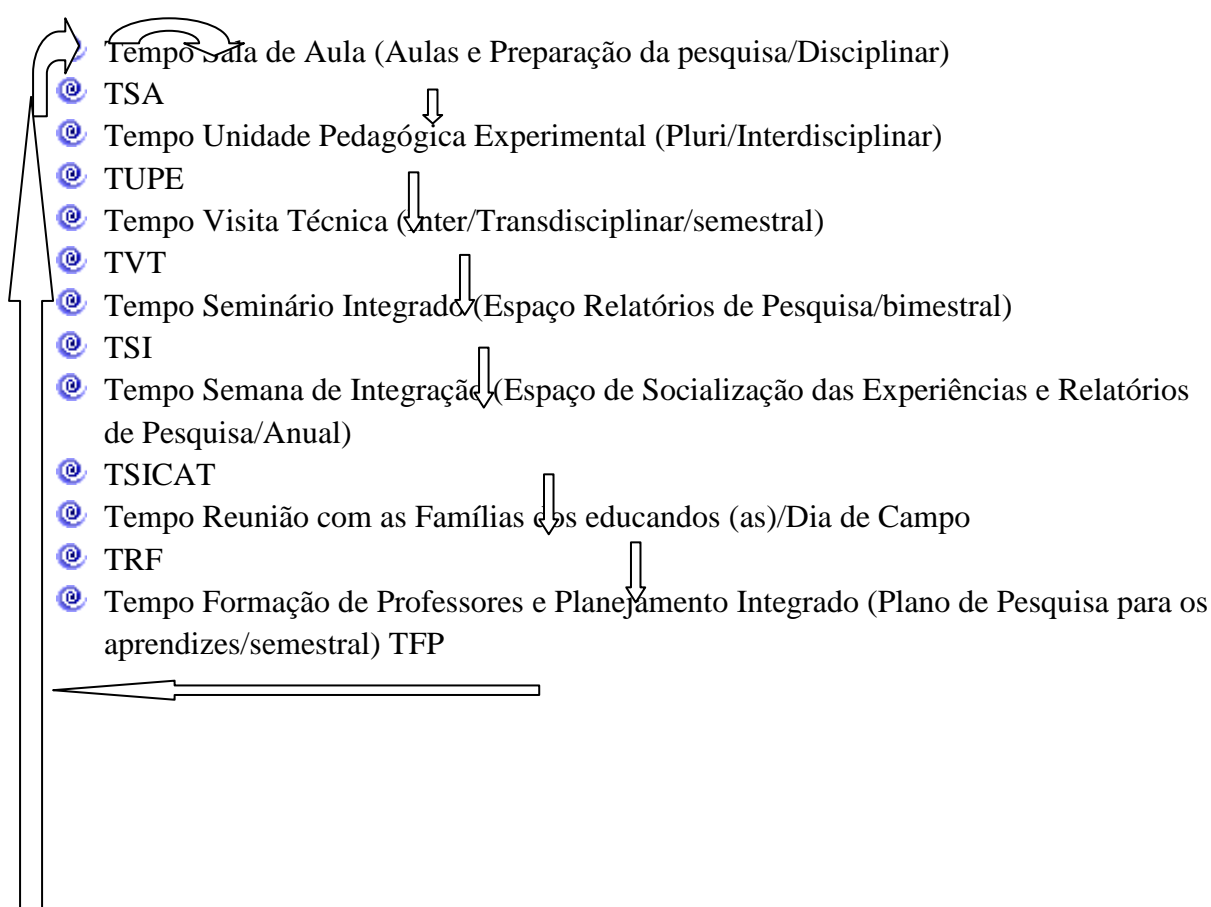 Tempo Sala de Aula (Aulas e Preparação da pesquisa/Disciplinar)
TSA
Tempo Unidade Pedagógica Experimental (Pluri/Interdisciplinar)
TUPE
Tempo Visita Técnica (Inter/Transdisciplinar/semestral)
TVT
Tempo Seminário Integrado (Espaço Relatórios de Pesquisa/bimestral)
TSI
Tempo Semana de Integração (Espaço de Socialização das Experiências e Relatórios
de Pesquisa/Anual)
TSICAT
Tempo Reunião com as Famílias dos educandos (as)/Dia de Campo
TRF
Tempo Formação de Professores e Planejamento Integrado (Plano de Pesquisa para os
aprendizes/semestral) TFP